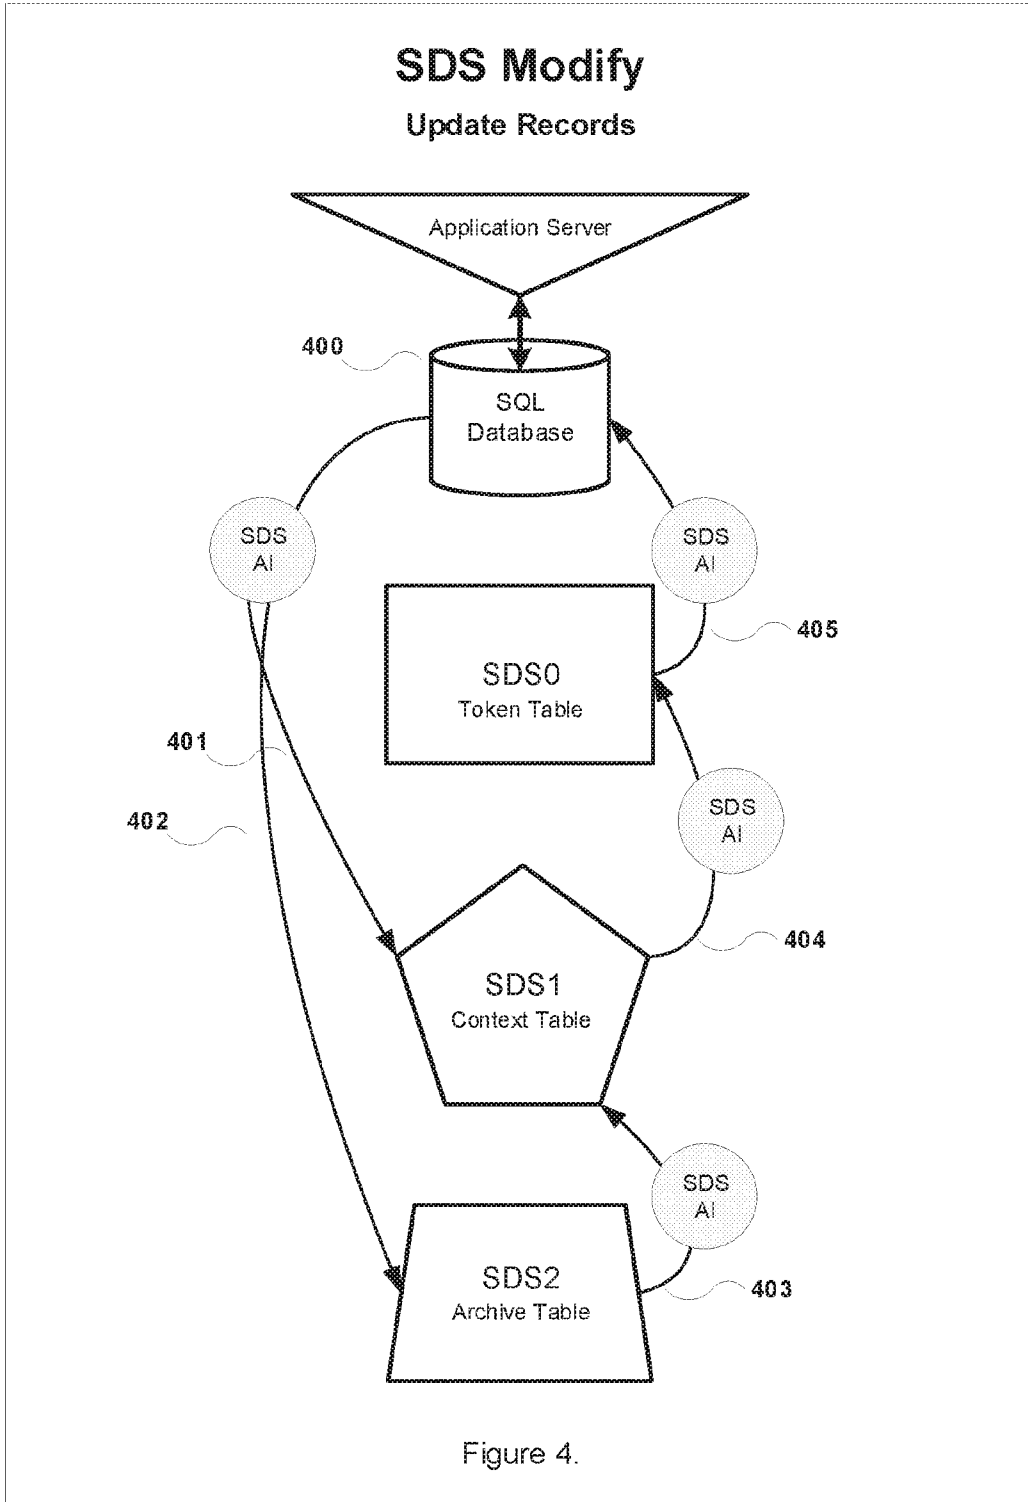 SDS Modify
Update Records
Application Server
400
SQL
Database
SDS
AI
SDS
AI
405
SDS0
Token Table
401
402
SDS
AI
404
SDS1
Context Table
SDS
AI
403
SDS2
Archive Table
Figure 4.